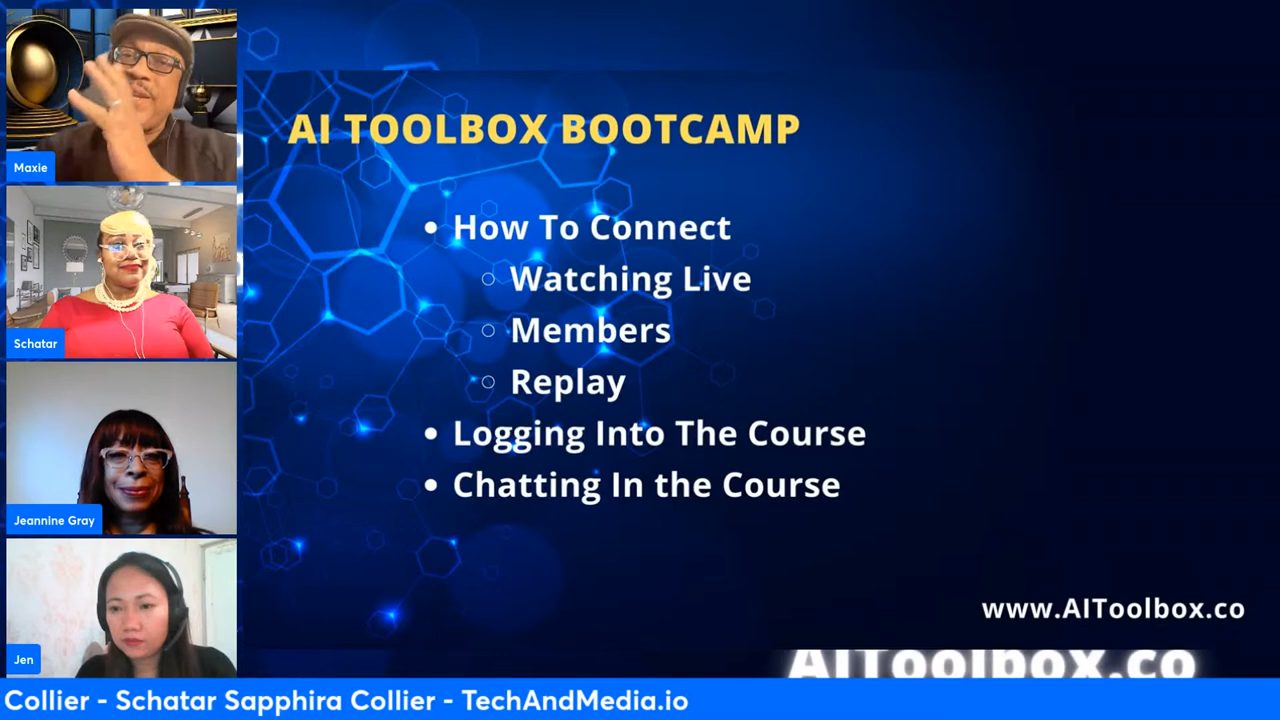 Maxie
Schatar
Jeannine Gray
Jen
AI TOOLBOX BOOTCAMP
• How To Connect
○ Watching Live
○ Members
○ Replay
• Logging Into The Course
• Chatting In the Course
www.AIToolbox.co
AIToolbox.co
Collier - Schatar Sapphira Collier - TechAndMedia.io